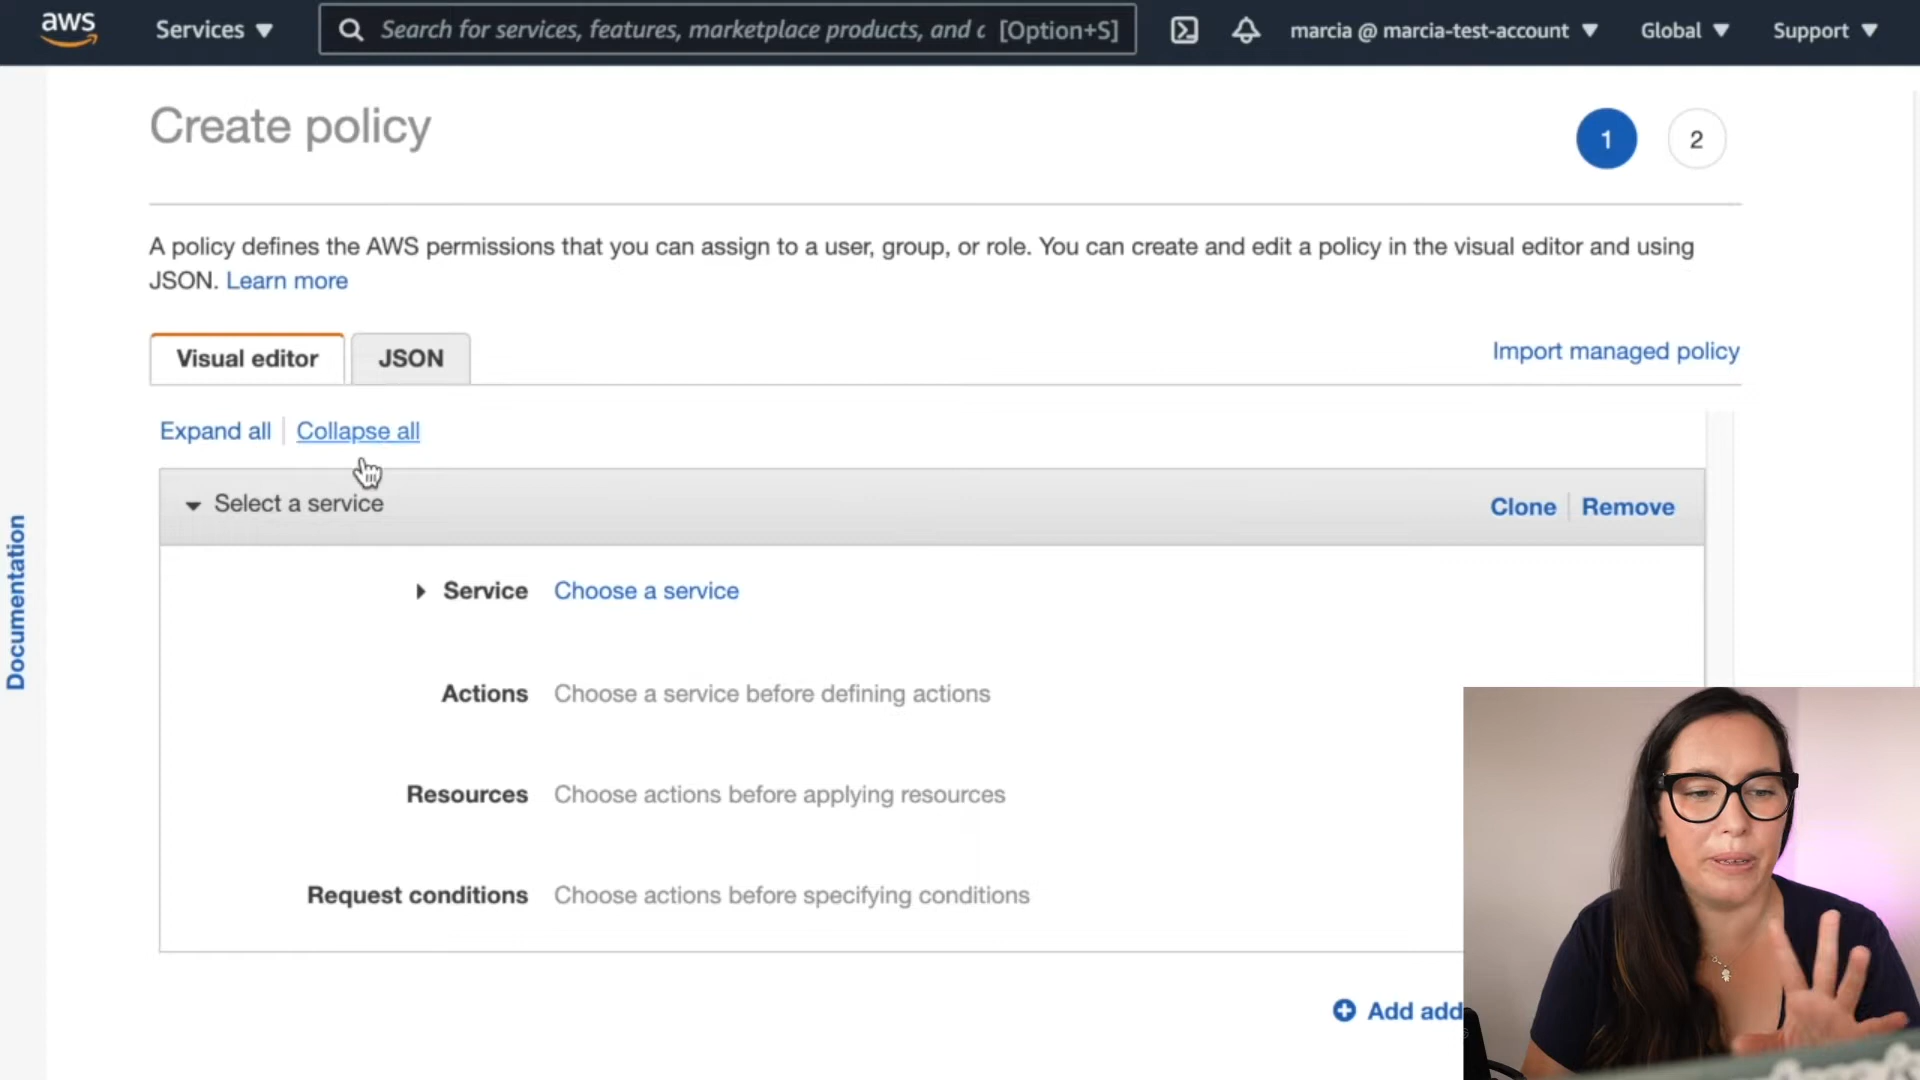 aws
Services
Search for services, features, marketplace products, and c [Option+S]
marcia @ marcia-test-account
Global
Support
Create policy
1
2
A policy defines the AWS permissions that you can assign to a user, group, or role. You can create and edit a policy in the visual editor and using
JSON. Learn more
Visual editor
JSON
Import managed policy
Expand all
Collapse all
Select a service
Clone
Remove
Service Choose a service
Actions Choose a service before defining actions
Resources Choose actions before applying resources
Request conditions Choose actions before specifying conditions
Add add
Documentation